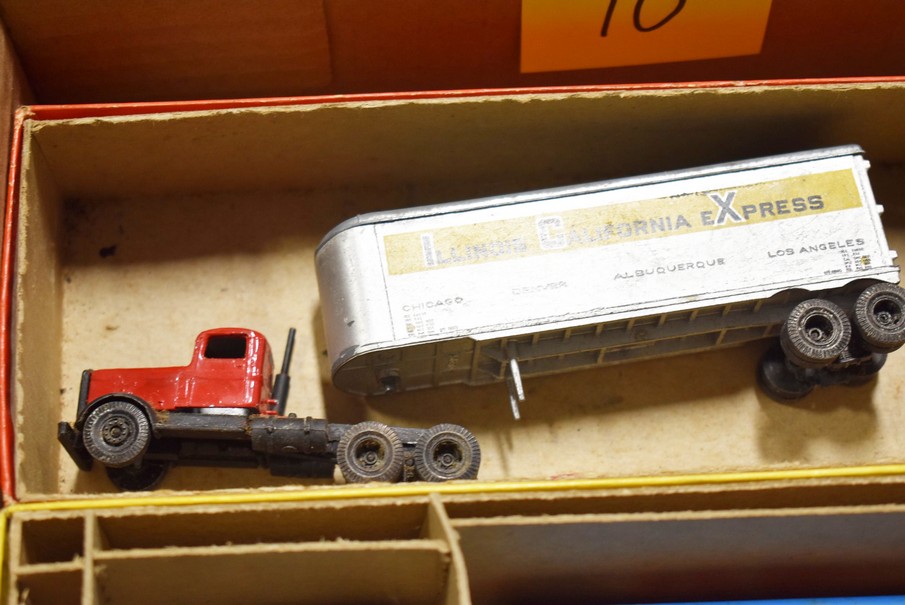 10
ILLINOIS CALIFORNIA EXPRESS
CHICAGO DENVER ALBUQUERQUE LOS ANGELES